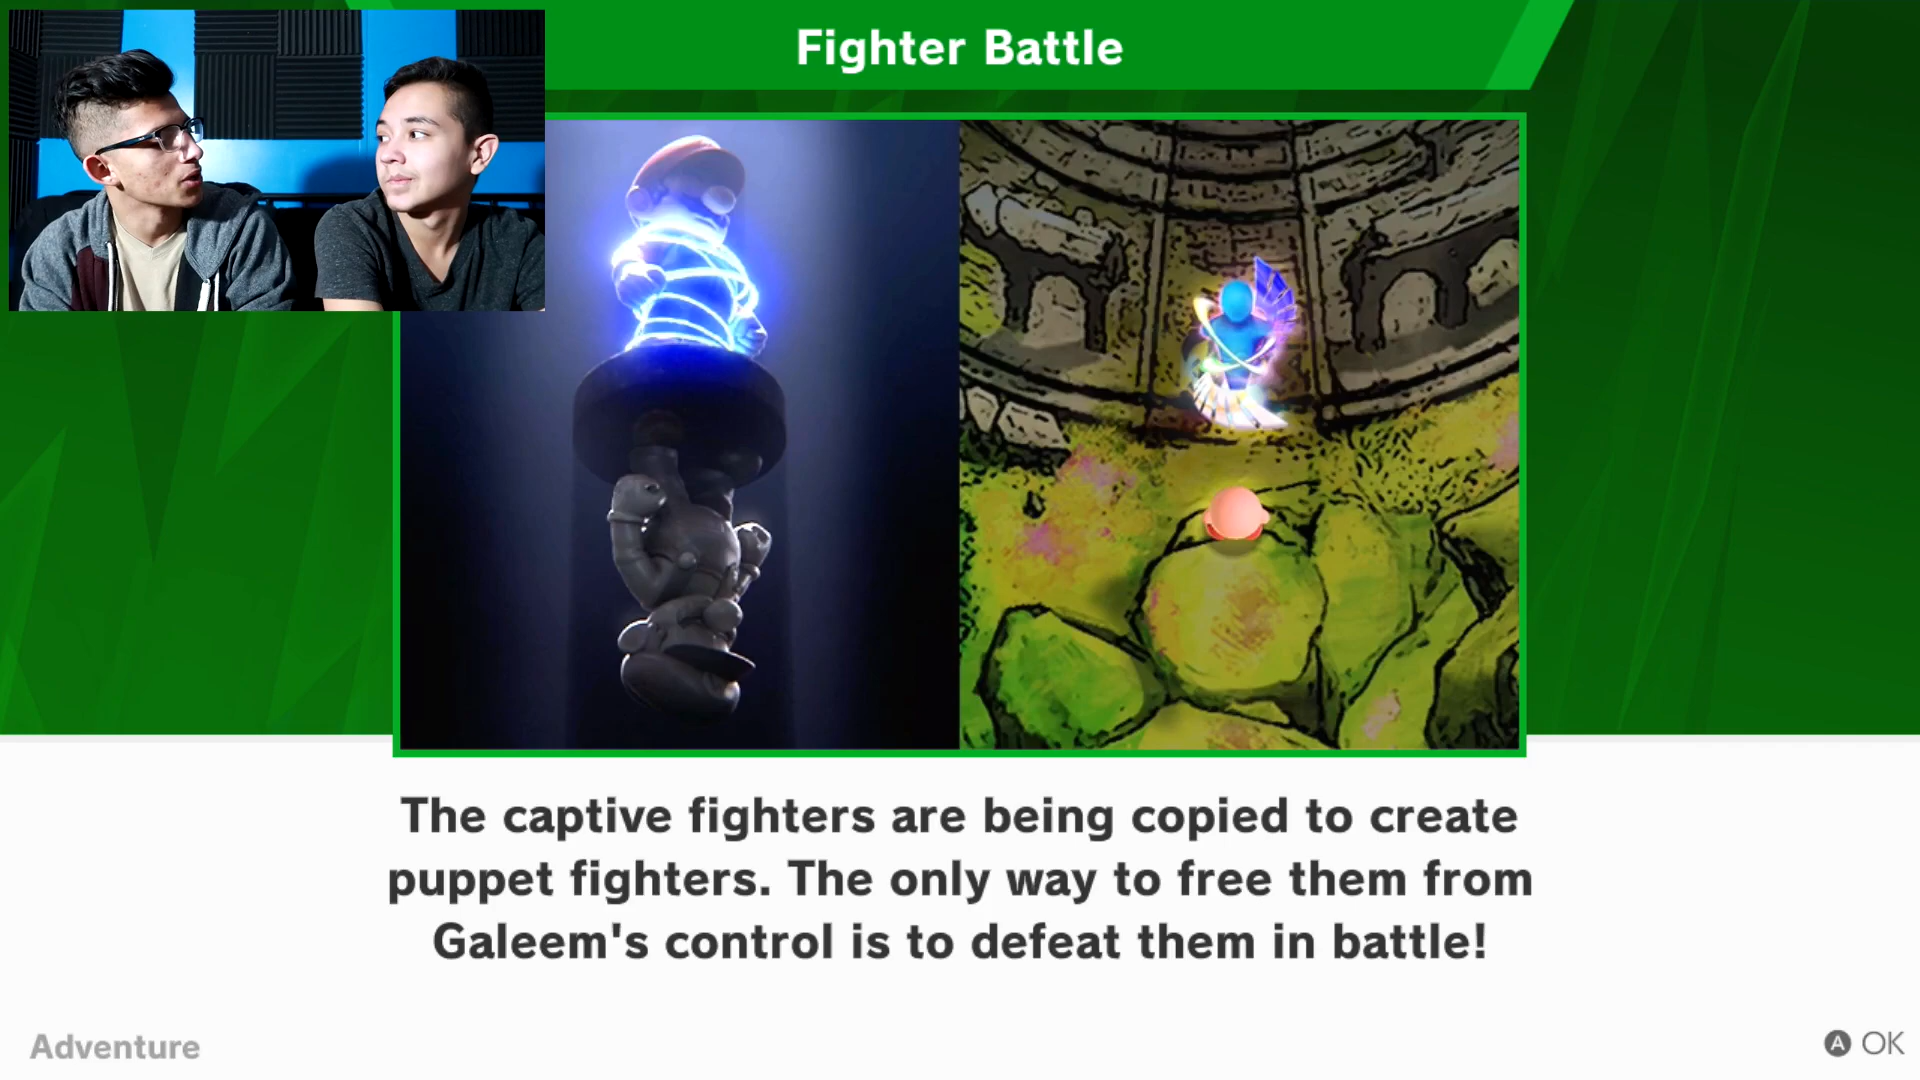 Fighter Battle
The captive fighters are being copied to create
puppet fighters. The only way to free them from
Galeem's control is to defeat them in battle!
Adventure
A OK